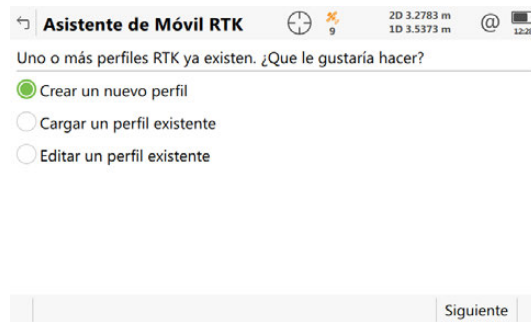 Asistente de Móvil RTK
9
2D 3.2783 m
1D 3.5373 m
@
Uno o más perfiles RTK ya existen. ¿Que le gustaría hacer?
Crear un nuevo perfil
Cargar un perfil existente
Editar un perfil existente
Siguiente